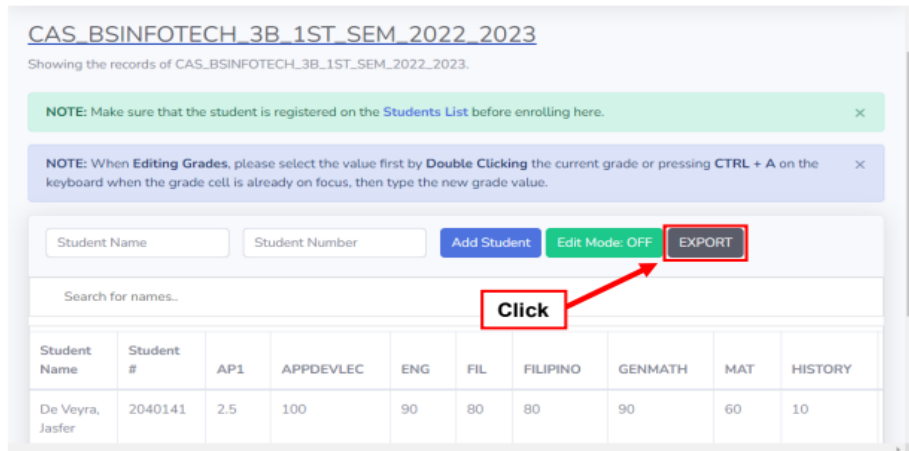 CAS_BSINFOTECH_3B_1ST_SEM_2022_2023
Showing the records of CAS_BSINFOTECH_3B_1ST_SEM_2022_2023.
NOTE: Make sure that the student is registered on the Students List before enrolling here. ×
NOTE: When Editing Grades, please select the value first by Double Clicking the current grade or pressing CTRL + A on the ×
keyboard when the grade cell is already on focus, then type the new grade value.
Student Name Student Number Add Student Edit Mode: OFF EXPORT
Search for names..
Click
Student Name Student # AP1 APPDEVLEC ENG FIL FILIPINO GENMATH MAT HISTORY
De Veyra, Jasfer 2040141 2.5 100 90 80 80 90 60 10